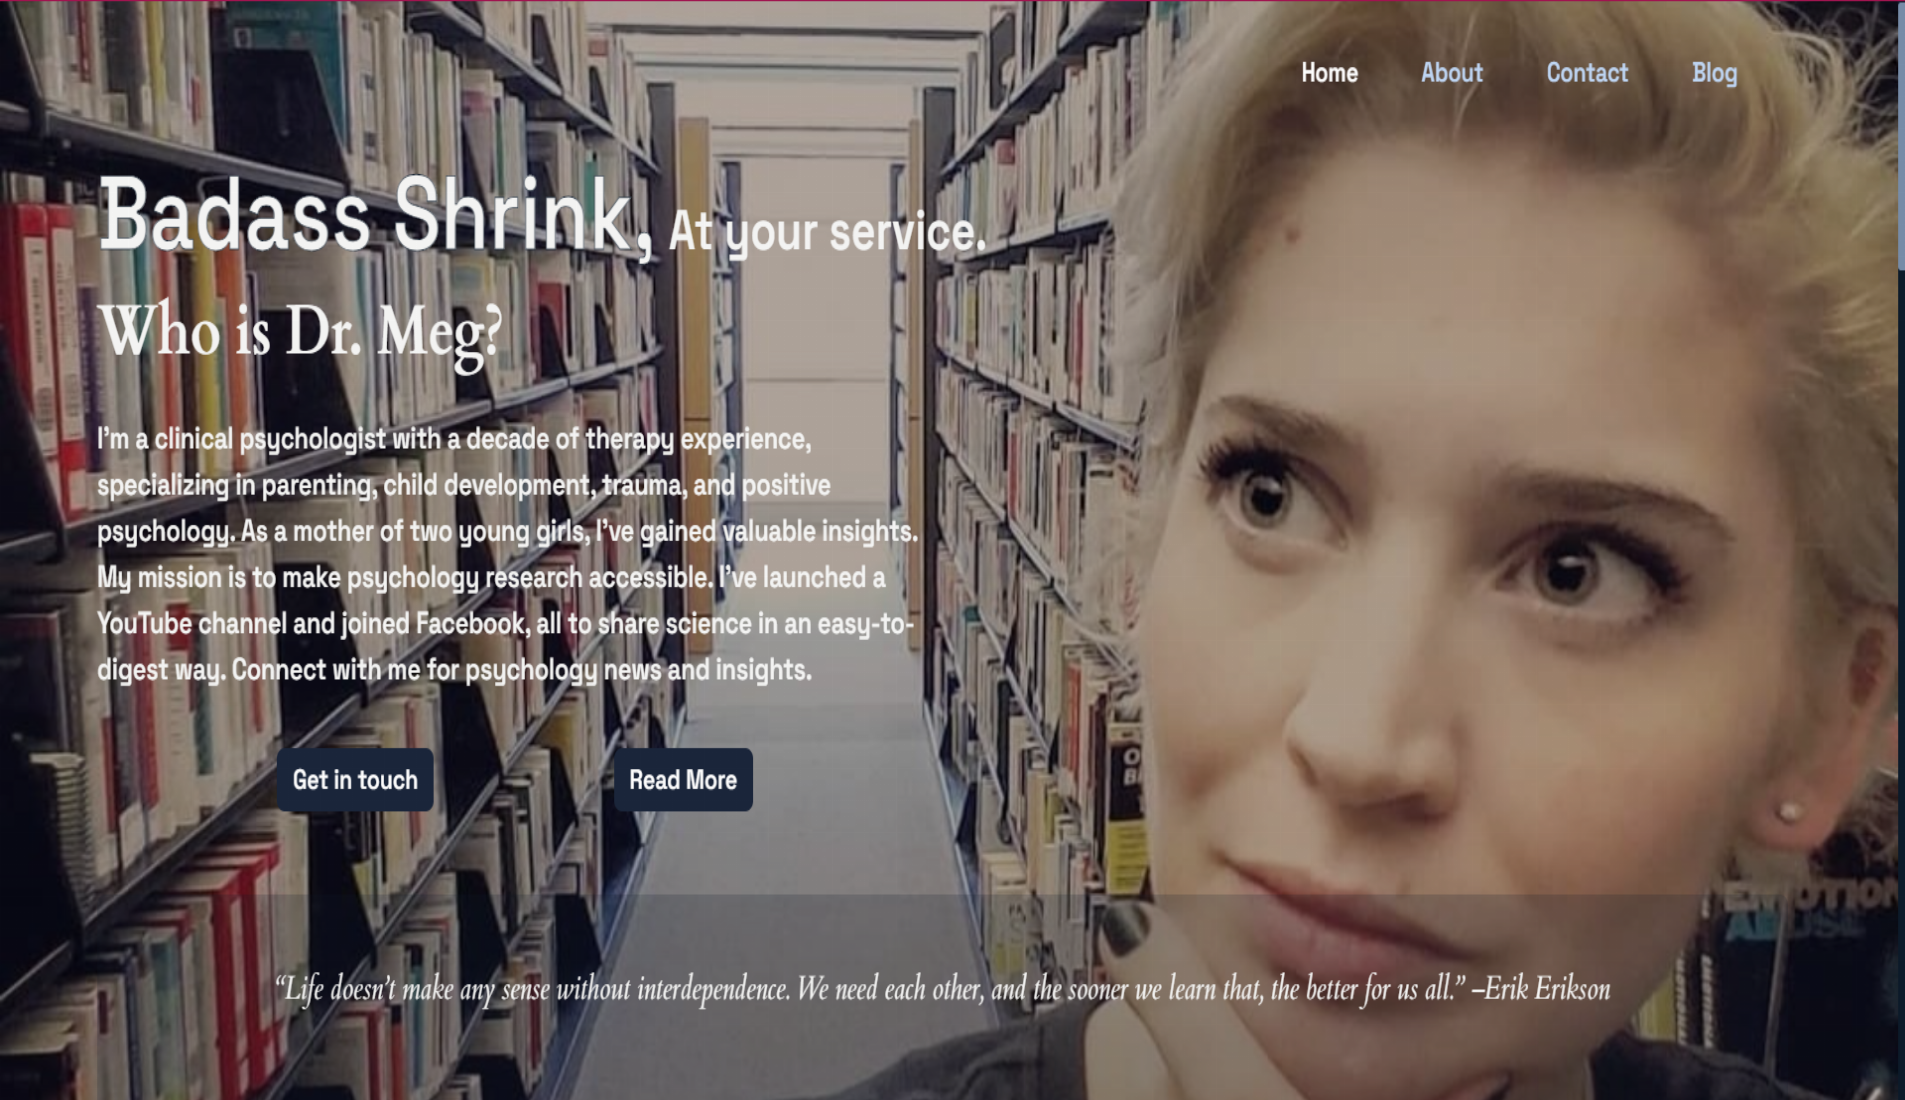 Home About Contact Blog
Badass Shrink, At your service.
Who is Dr. Meg?
I'm a clinical psychologist with a decade of therapy experience,
specializing in parenting, child development, trauma, and positive
psychology. As a mother of two young girls, I've gained valuable insights.
My mission is to make psychology research accessible. I've launched a
YouTube channel and joined Facebook, all to share science in an easy-to-
digest way. Connect with me for psychology news and insights.
Get in touch Read More
“Life doesn't make any sense without interdependence. We need each other, and the sooner we learn that, the better for us all.” –Erik Erikson